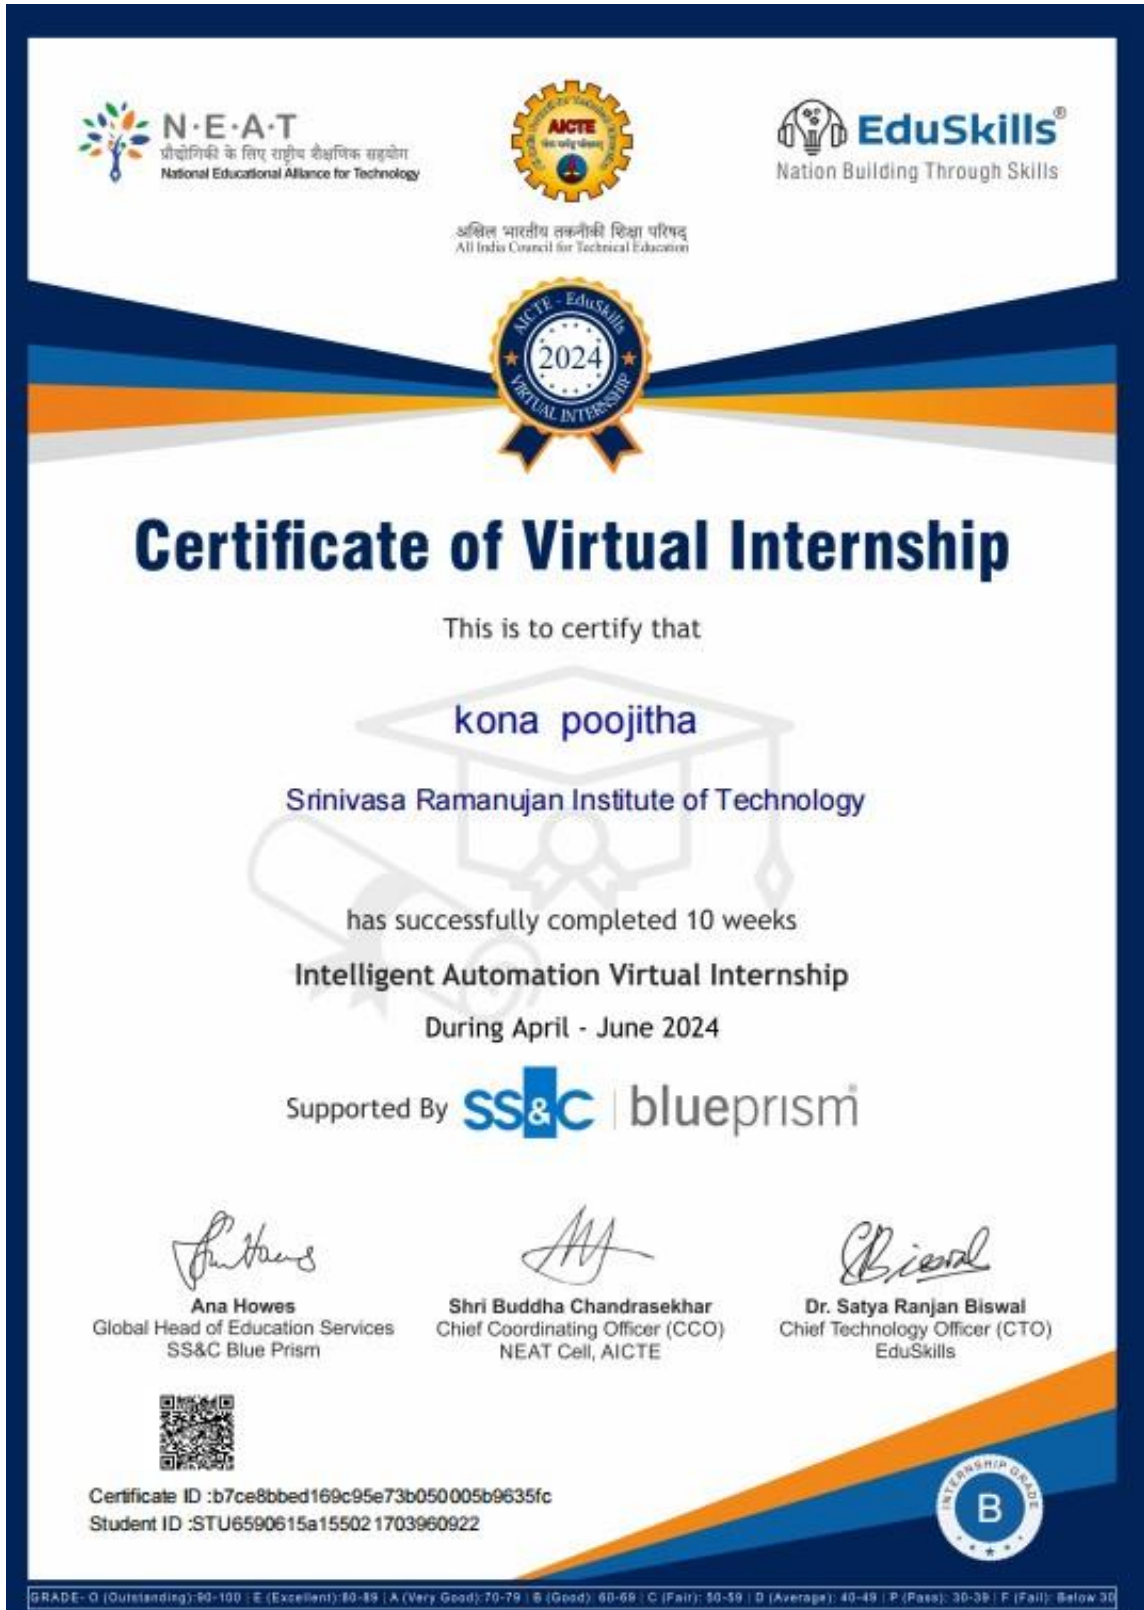 N·E·A·T
प्रौद्योगिकी के लिए राष्ट्रीय शैक्षणिक सहयोग
National Educational Alliance for Technology
AICTE
अखिल भारतीय तकनीकी शिक्षा परिषद्
All India Council for Technical Education
EduSkills®
Nation Building Through Skills
AICTE - EduSkills
2024
VIRTUAL INTERNSHIP
Certificate of Virtual Internship
This is to certify that
kona poojitha
Srinivasa Ramanujan Institute of Technology
has successfully completed 10 weeks
Intelligent Automation Virtual Internship
During April - June 2024
Supported By SS&C | blueprism®
Ana Howes
Global Head of Education Services
SS&C Blue Prism
Shri Buddha Chandrasekhar
Chief Coordinating Officer (CCO)
NEAT Cell, AICTE
Dr. Satya Ranjan Biswal
Chief Technology Officer (CTO)
EduSkills
Certificate ID :b7ce8bbed169c95e73b050005b9635fc
Student ID :STU6590615a155021703960922
INTERNSHIP GRADE
B
GRADE- O (Outstanding):90-100 | E (Excellent):80-89 | A (Very Good):70-79 | B (Good): 60-69 | C (Fair): 50-59 | D (Average): 40-49 | P (Pass): 30-39 | F (Fail): Below 30